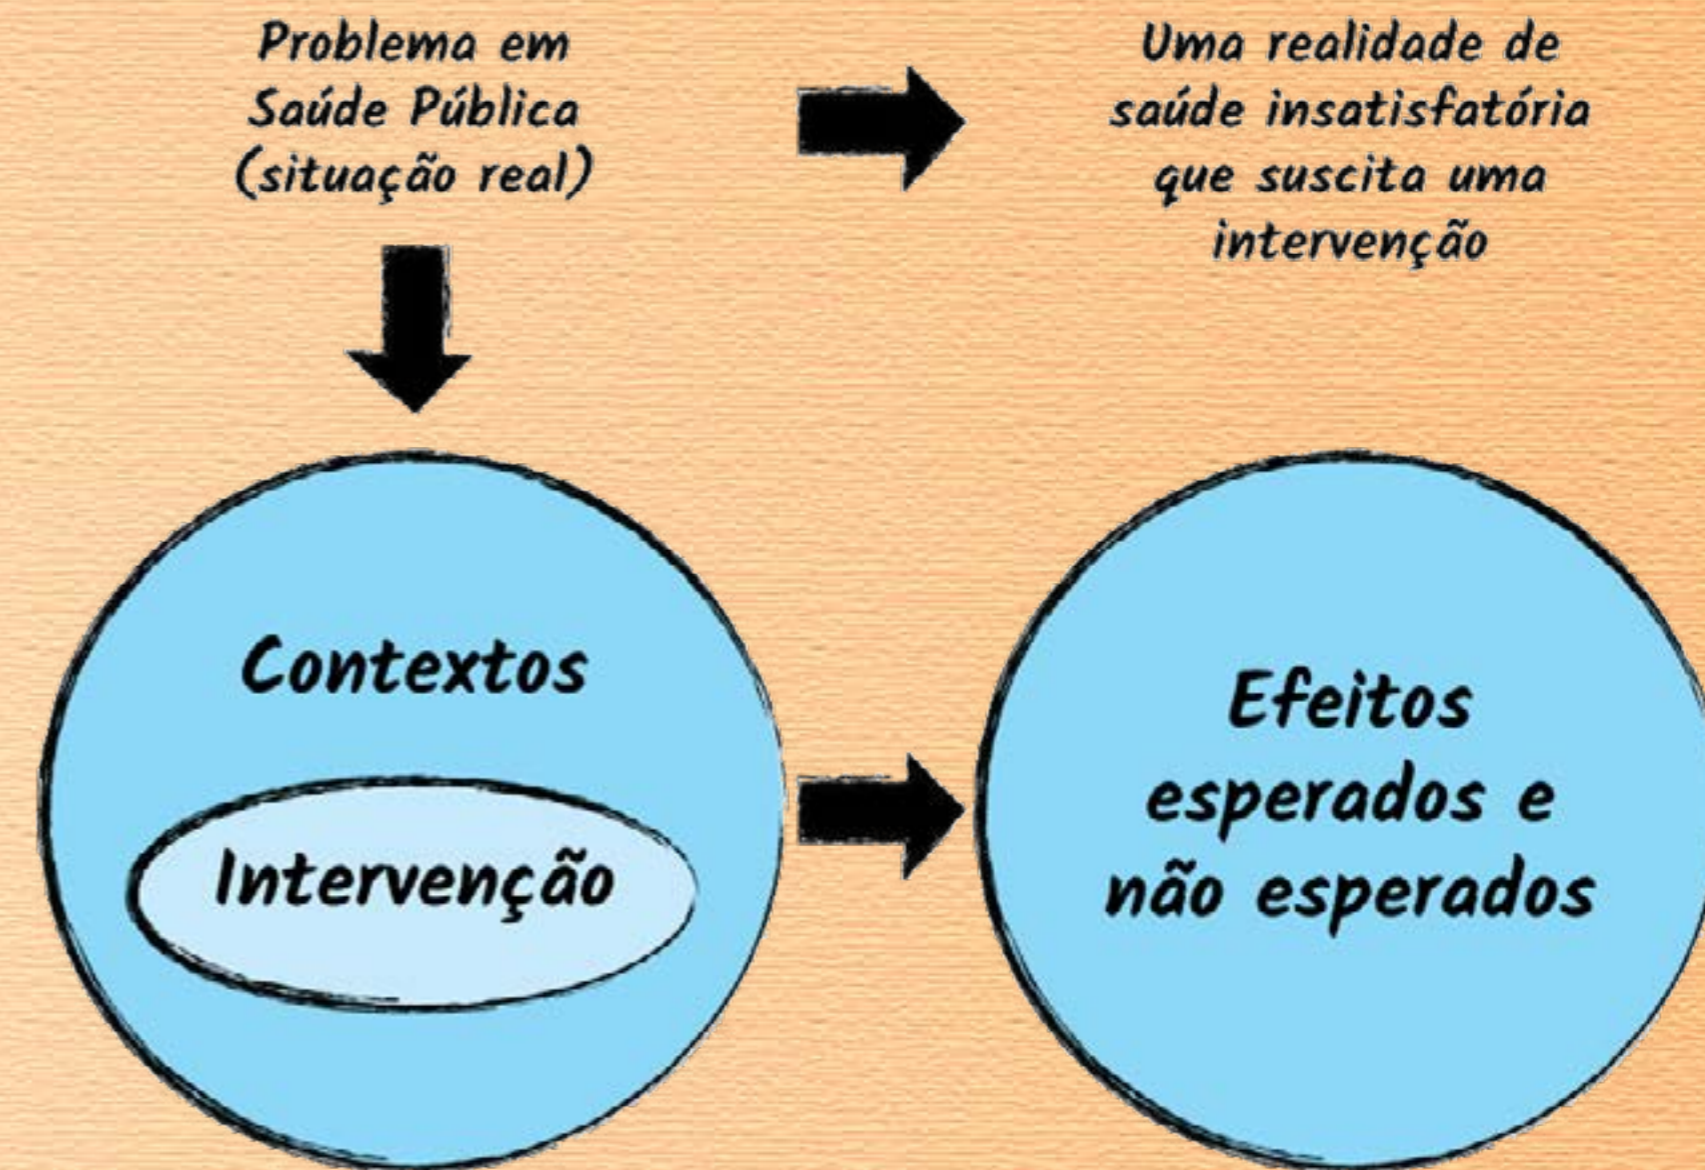 Problema em
Saúde Pública
(situação real)
Uma realidade de
saúde insatisfatória
que suscita uma
intervenção
Contextos
Intervenção
Efeitos
esperados e
não esperados